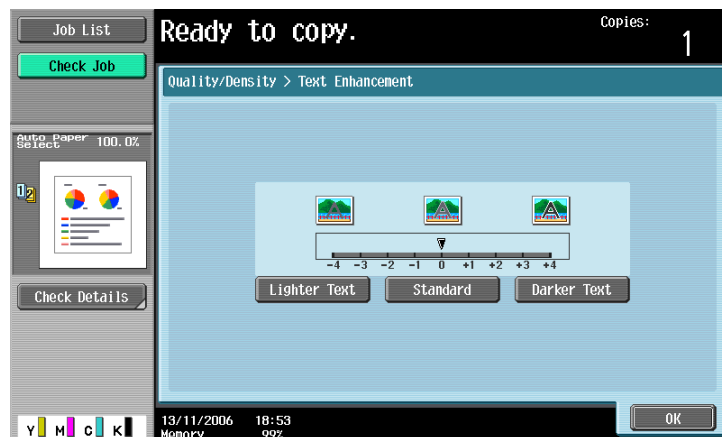 Job List
Ready to copy.
Copies:
1
Check Job
Quality/Density > Text Enhancement
Auto Paper
Select
100.0%
1 2
-4 -3 -2 -1 0 +1 +2 +3 +4
Lighter Text Standard Darker Text
Check Details
OK
13/11/2006 18:53
Memory 99%
Y M C K